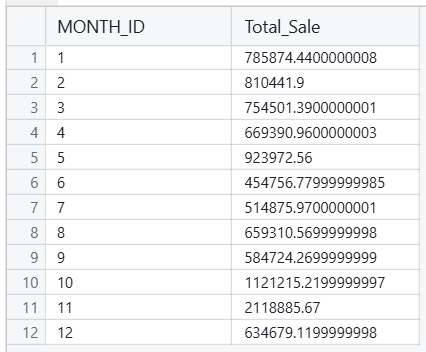 MONTH_ID Total_Sale
1 1 785874.4400000008
2 2 810441.9
3 3 754501.3900000001
4 4 669390.9600000003
5 5 923972.56
6 6 454756.77999999985
7 7 514875.9700000001
8 8 659310.5699999998
9 9 584724.2699999999
10 10 1121215.2199999997
11 11 2118885.67
12 12 634679.1199999998